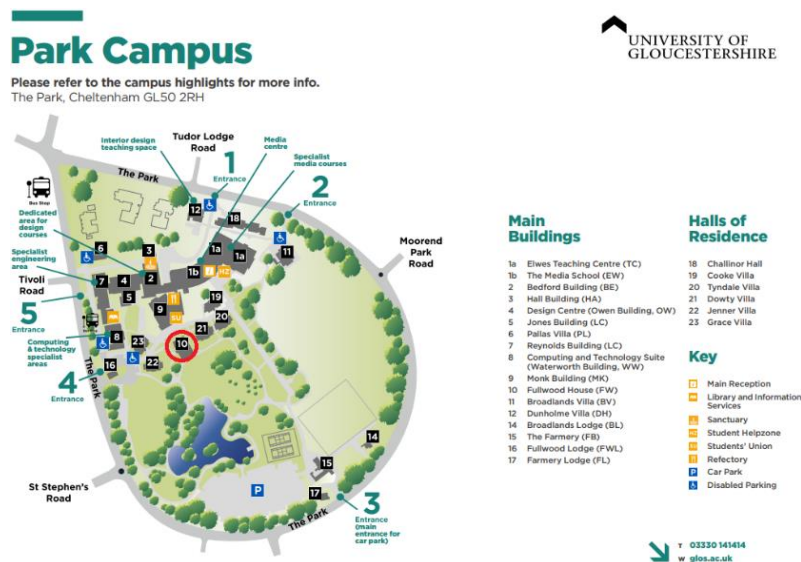 Park Campus
Please refer to the campus highlights for more info.
The Park, Cheltenham GL50 2RH
UNIVERSITY OF
GLOUCESTERSHIRE
Tudor Lodge
Road
Interior design
teaching space
Media
centre
Specialist
media courses
The Park
1
Entrance
2
Entrance
Bus Stop
Dedicated
area for
design
courses
Specialist
engineering
area
Tivoli
Road
5
Entrance
Computing
& technology
specialist
areas
4
Entrance
The Park
St Stephen's
Road
Moorend
Park
Road
12
18
1a
1a
11
6
3
1b
HZ
7
4
2
5
9
19
SU
20
21
8
23
10
16
22
14
15
P
17
The Park
3
Entrance
(main
entrance for
car park)
Main
Buildings
1a Elwes Teaching Centre (TC)
1b The Media School (EW)
2 Bedford Building (BE)
3 Hall Building (HA)
4 Design Centre (Owen Building, OW)
5 Jones Building (LC)
6 Pallas Villa (PL)
7 Reynolds Building (LC)
8 Computing and Technology Suite
(Waterworth Building, WW)
9 Monk Building (MK)
10 Fullwood House (FW)
11 Broadlands Villa (BV)
12 Dunholme Villa (DH)
14 Broadlands Lodge (BL)
15 The Farmery (FB)
16 Fullwood Lodge (FWL)
17 Farmery Lodge (FL)
Halls of
Residence
18 Challinor Hall
19 Cooke Villa
20 Tyndale Villa
21 Dowty Villa
22 Jenner Villa
23 Grace Villa
Key
Main Reception
Library and Information
Services
Sanctuary
HZ Student Helpzone
SU Students' Union
Refectory
P Car Park
Disabled Parking
T 03330 141414
W glos.ac.uk